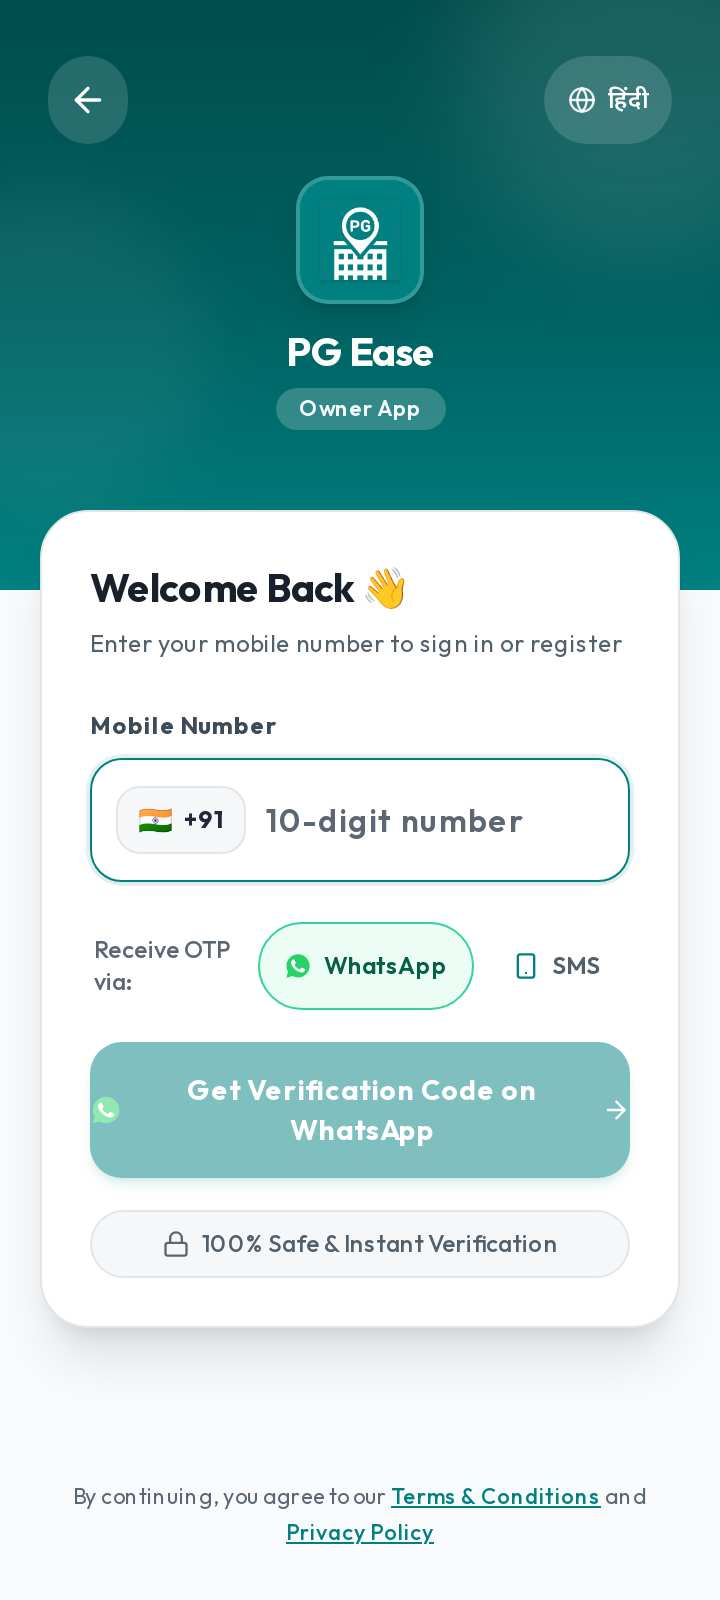 हिंदी
PG
PG Ease
Owner App
Welcome Back 👋
Enter your mobile number to sign in or register
Mobile Number
🇮🇳 +91 10-digit number
Receive OTP
via:
WhatsApp
SMS
Get Verification Code on
WhatsApp
100% Safe & Instant Verification
By continuing, you agree to our Terms & Conditions and
Privacy Policy